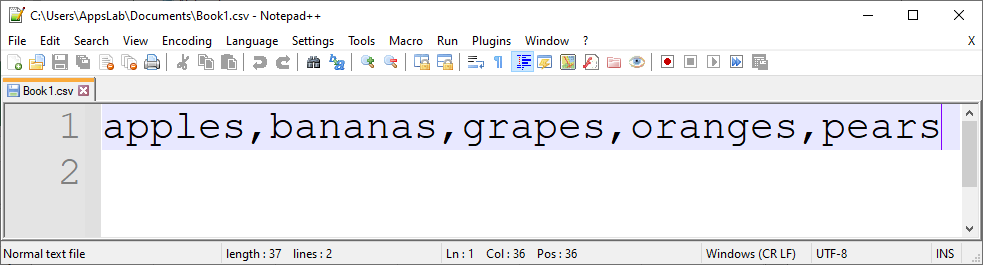 C:\Users\AppsLab\Documents\Book1.csv - Notepad++
File Edit Search View Encoding Language Settings Tools Macro Run Plugins Window ? X
Book1.csv
1 apples,bananas,grapes,oranges,pears
2
Normal text file length : 37 lines : 2 Ln : 1 Col : 36 Pos : 36 Windows (CR LF) UTF-8 INS